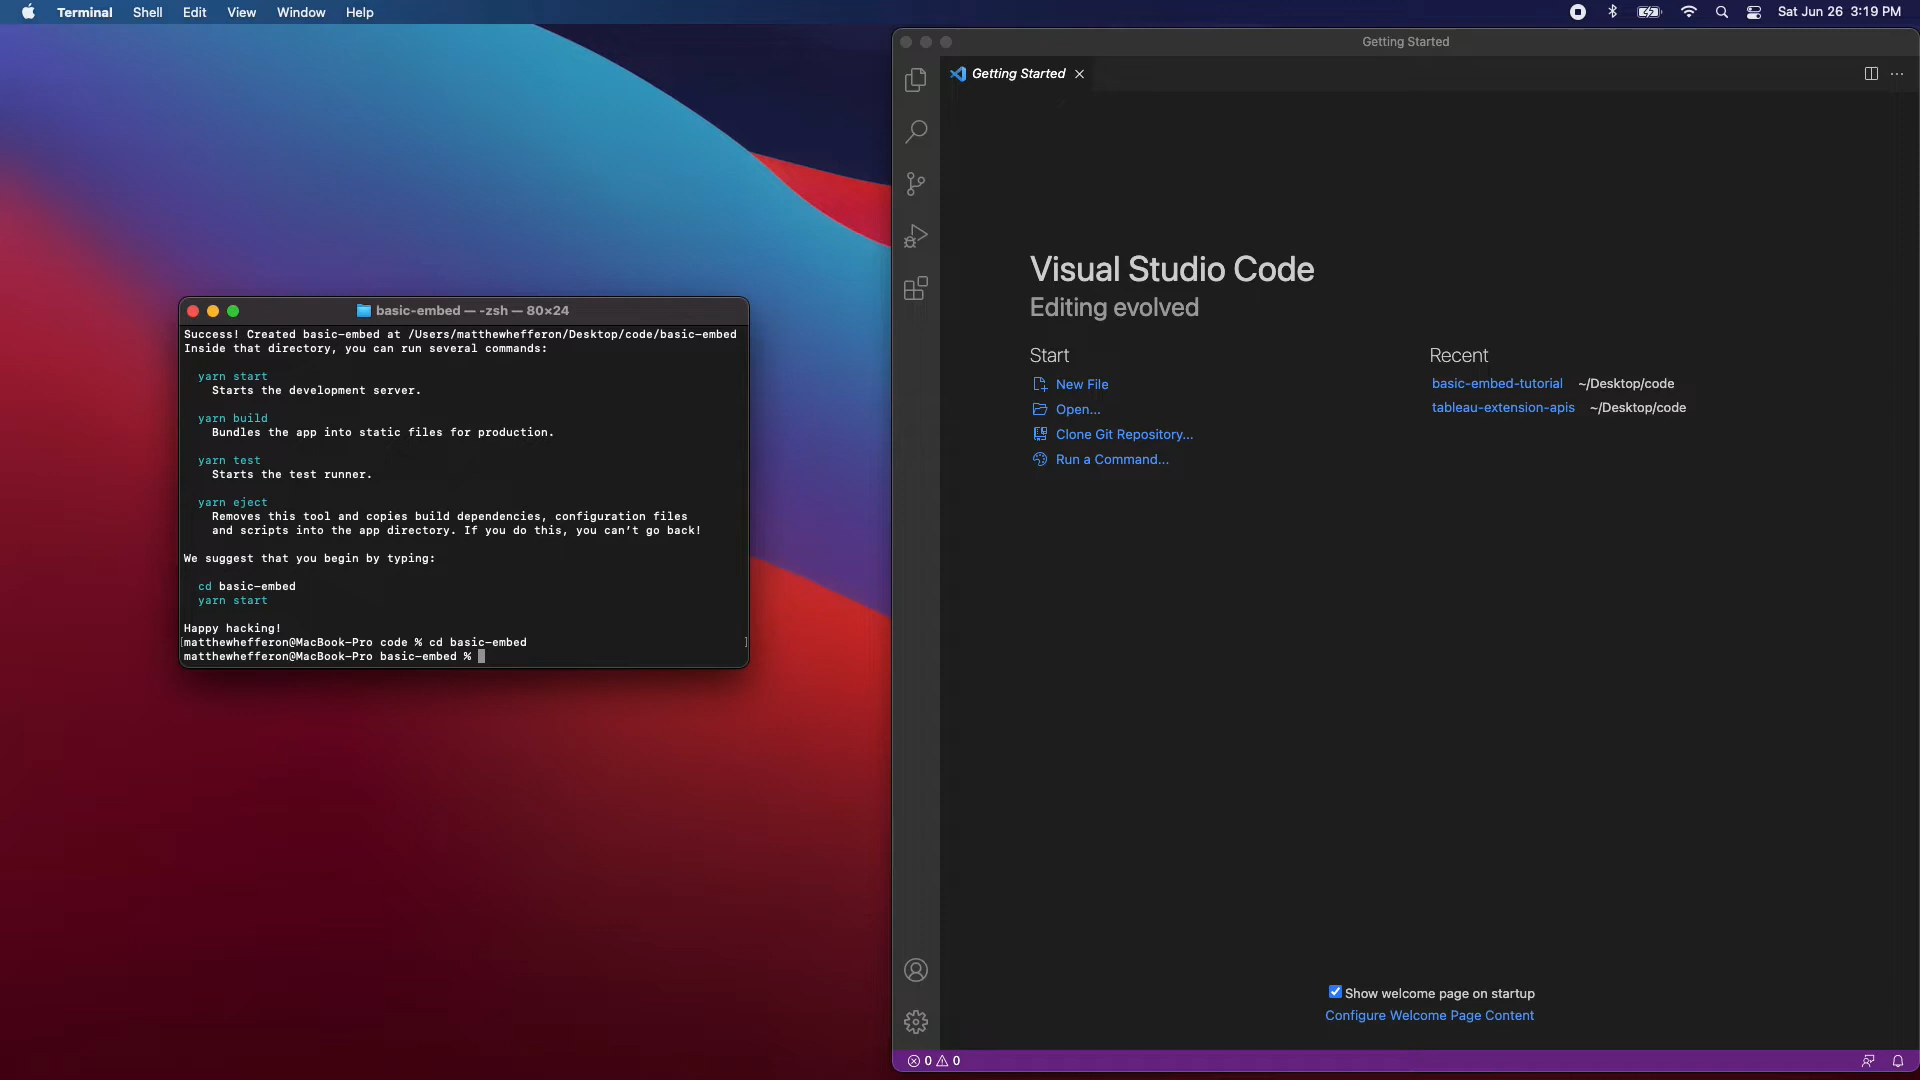 Terminal Shell Edit View Window Help
Sat Jun 26 3:19 PM
basic-embed — -zsh — 80×24
Success! Created basic-embed at /Users/matthewhefferon/Desktop/code/basic-embed
Inside that directory, you can run several commands:
yarn start
Starts the development server.
yarn build
Bundles the app into static files for production.
yarn test
Starts the test runner.
yarn eject
Removes this tool and copies build dependencies, configuration files
and scripts into the app directory. If you do this, you can't go back!
We suggest that you begin by typing:
cd basic-embed
yarn start
Happy hacking!
[matthewhefferon@MacBook-Pro code % cd basic-embed ]
matthewhefferon@MacBook-Pro basic-embed %
Getting Started
Getting Started
Visual Studio Code
Editing evolved
Start
New File
Open...
Clone Git Repository...
Run a Command...
Recent
basic-embed-tutorial ~/Desktop/code
tableau-extension-apis ~/Desktop/code
Show welcome page on startup
Configure Welcome Page Content
0 0